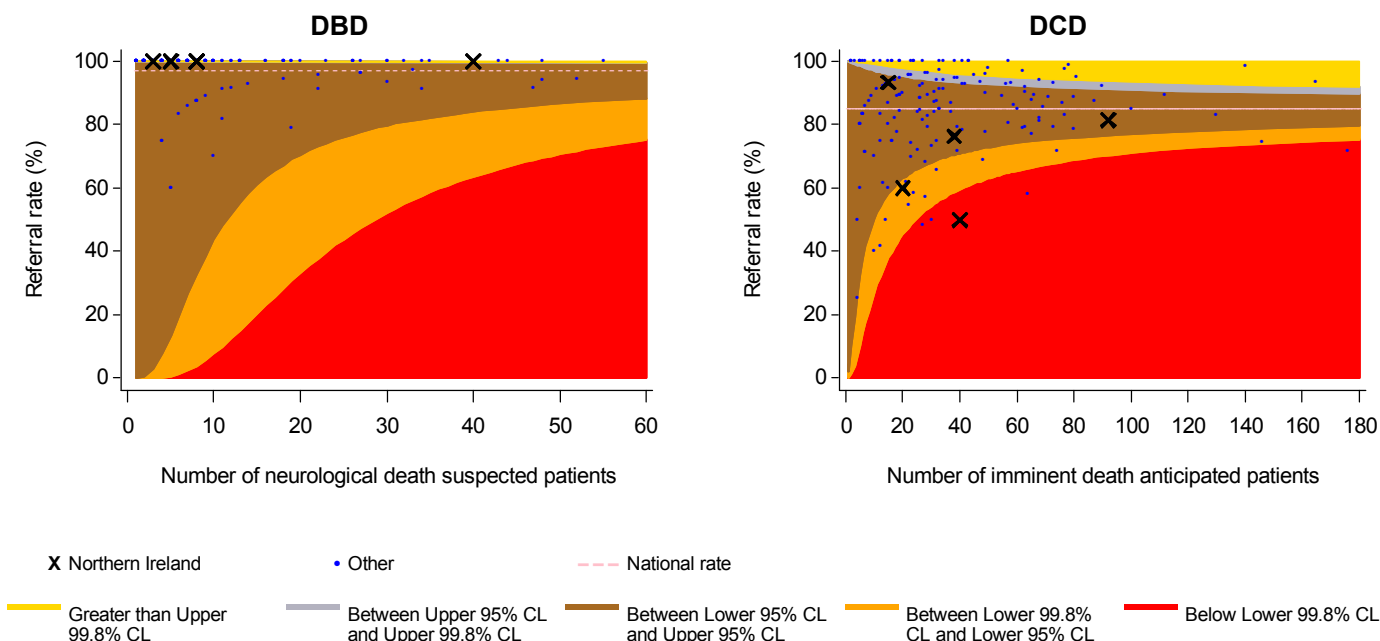 DBD
100
80
60
40
20
0
Referral rate (%)
0 10 20 30 40 50 60
Number of neurological death suspected patients
DCD
100
80
60
40
20
0
Referral rate (%)
0 20 40 60 80 100 120 140 160 180
Number of imminent death anticipated patients
X Northern Ireland
Other
National rate
Greater than Upper
99.8% CL
Between Upper 95% CL
and Upper 99.8% CL
Between Lower 95% CL
and Upper 95% CL
Between Lower 99.8%
CL and Lower 95% CL
Below Lower 99.8% CL